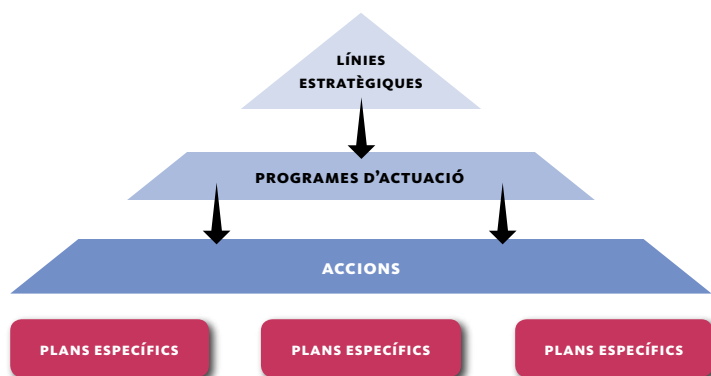 LÍNIES
ESTRATÈGIQUES
PROGRAMES D'ACTUACIÓ
ACCIONS
PLANS ESPECÍFICS
PLANS ESPECÍFICS
PLANS ESPECÍFICS